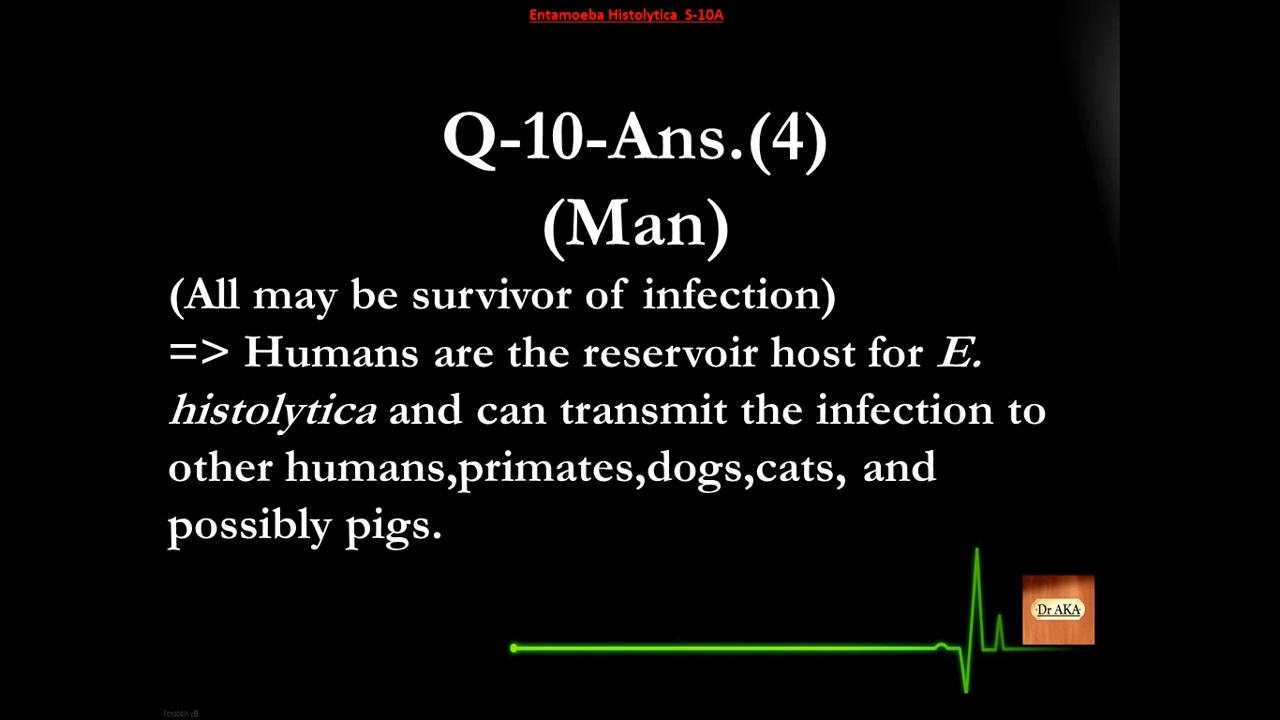 Entamoeba Histolytica S-10A
Q-10-Ans.(4)
(Man)
(All may be survivor of infection)
=> Humans are the reservoir host for E.
histolytica and can transmit the infection to
other humans,primates,dogs,cats, and
possibly pigs.
Dr AKA